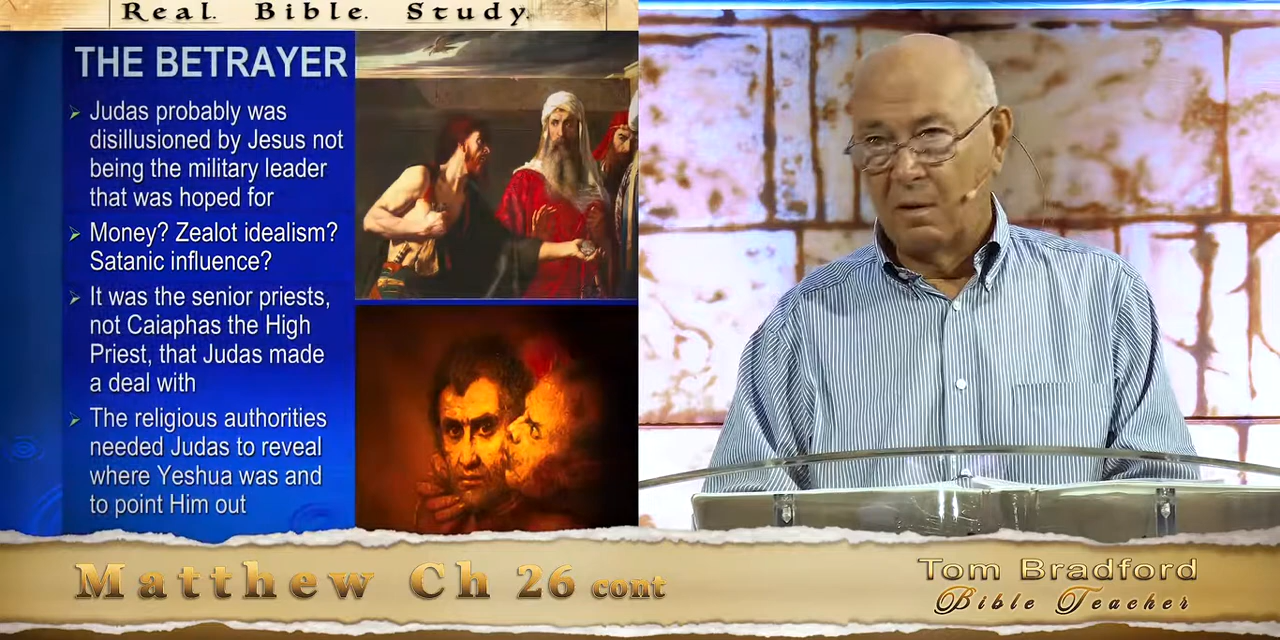 Real. Bible. Study.
THE BETRAYER
Judas probably was
disillusioned by Jesus not
being the military leader
that was hoped for
Money? Zealot idealism?
Satanic influence?
It was the senior priests,
not Caiaphas the High
Priest, that Judas made
a deal with
The religious authorities
needed Judas to reveal
where Yeshua was and
to point Him out
Matthew Ch 26 cont
Tom Bradford
Bible Teacher